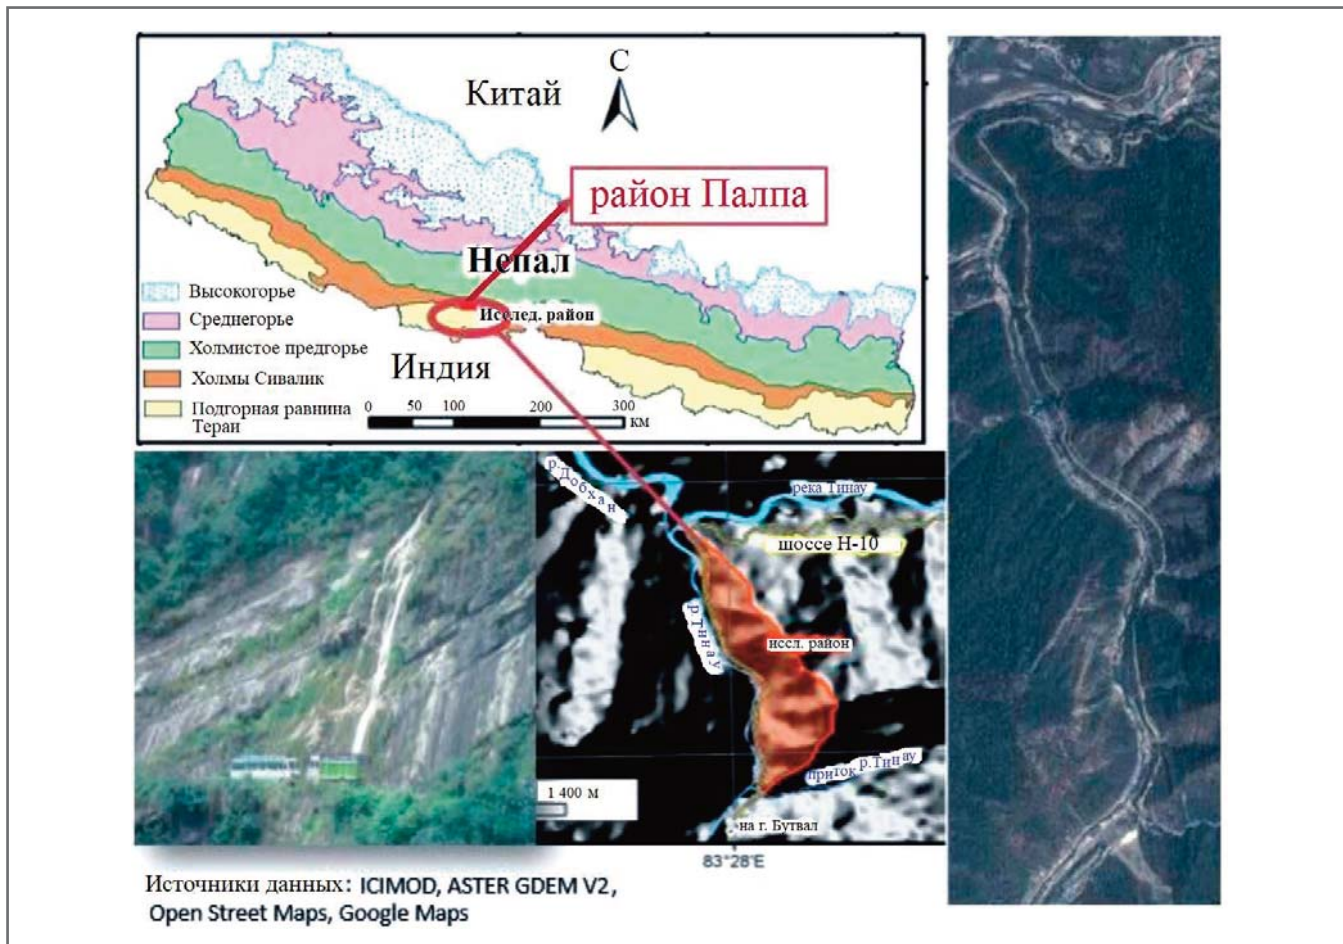 С
Китай
район Палпа
Непал
Исслед. район
Индия
Высокогорье
Среднегорье
Холмистое предгорье
Холмы Сивалик
Подгорная равнина
Тераи
0 50 100 200 300
км
р. Добхан
река Тинау
шоссе Н-10
р. Тинау
иссл. район
приток р.Тинау
1 400 м
на г. Бутвал
83°28'E
Источники данных: ICIMOD, ASTER GDEM V2,
Open Street Maps, Google Maps